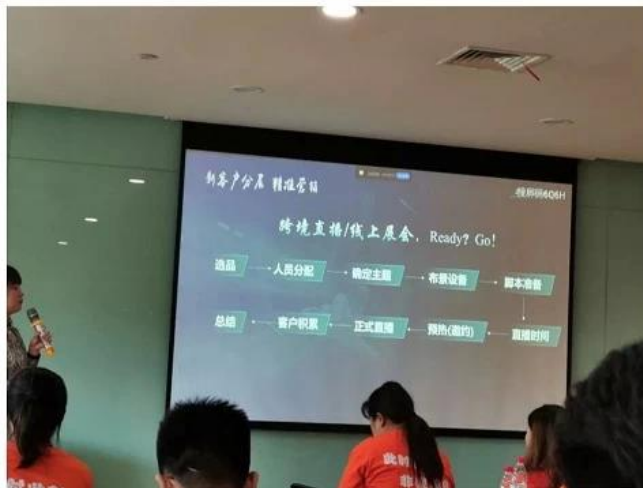 新客户分层 精准营销
跨境直播/线上展会, Ready? Go!
选品
人员分配
确定主题
布景设备
脚本准备
直播时间
预热(邀约)
正式直播
客户积累
总结